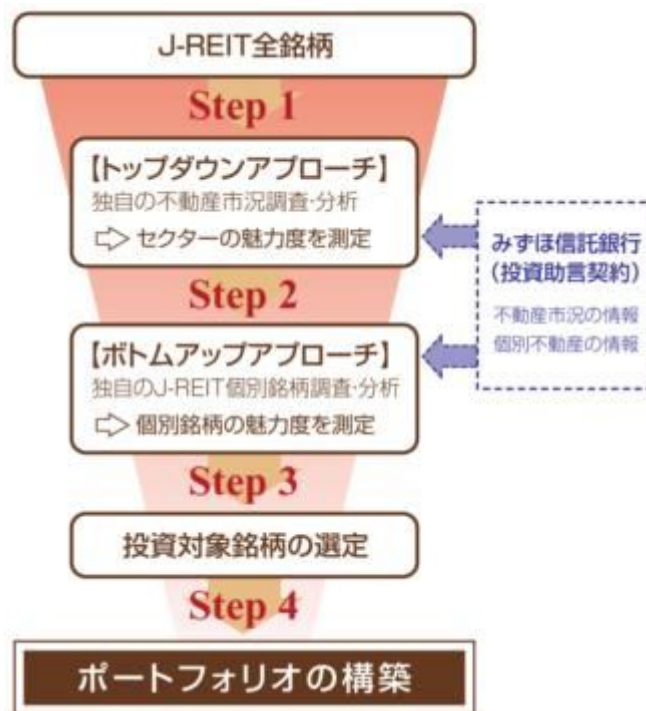 J-REIT全銘柄
Step 1
【トップダウンアプローチ】
独自の不動産市況調査・分析
⇨ セクターの魅力度を測定
Step 2
【ボトムアップアプローチ】
独自のJ-REIT個別銘柄調査・分析
⇨ 個別銘柄の魅力度を測定
みずほ信託銀行
(投資助言契約)
不動産市況の情報
個別不動産の情報
Step 3
投資対象銘柄の選定
Step 4
ポートフォリオの構築